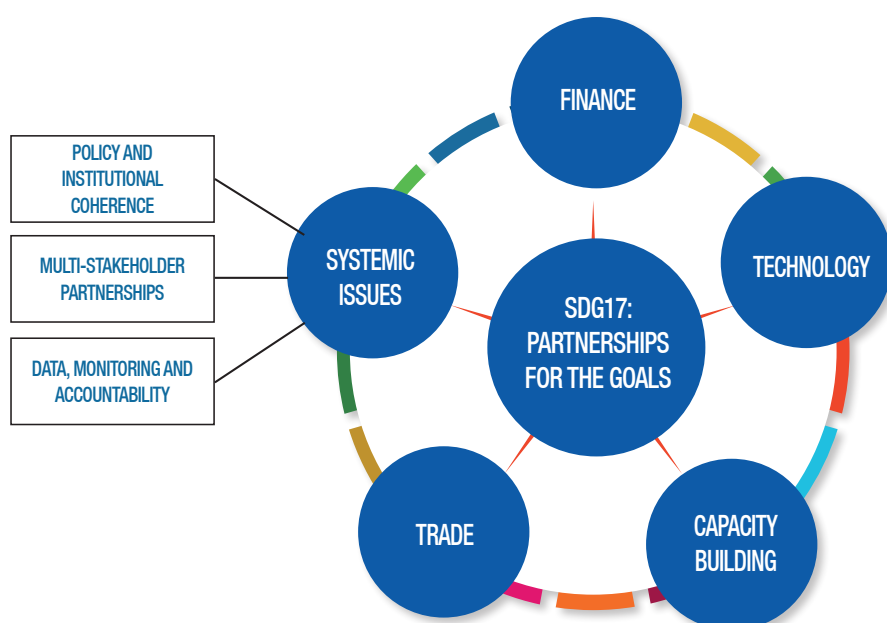 FINANCE
POLICY AND
INSTITUTIONAL
COHERENCE
MULTI-STAKEHOLDER
PARTNERSHIPS
DATA, MONITORING AND
ACCOUNTABILITY
SYSTEMIC
ISSUES
TECHNOLOGY
SDG17:
PARTNERSHIPS
FOR THE GOALS
TRADE
CAPACITY
BUILDING